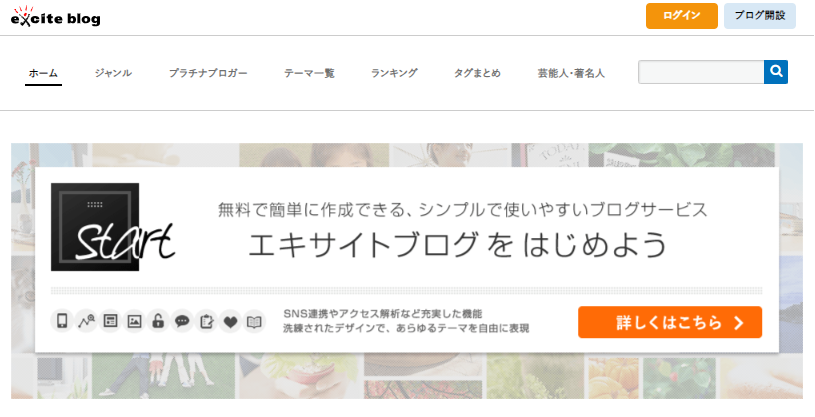 excite blog
ログイン
ブログ開設
ホーム
ジャンル
プラチナブロガー
テーマ一覧
ランキング
タグまとめ
芸能人・著名人
Start
無料で簡単に作成できる、シンプルで使いやすいブログサービス
エキサイトブログ を はじめよう
SNS連携やアクセス解析など充実した機能
洗練されたデザインで、あらゆるテーマを自由に表現
詳しくはこちら